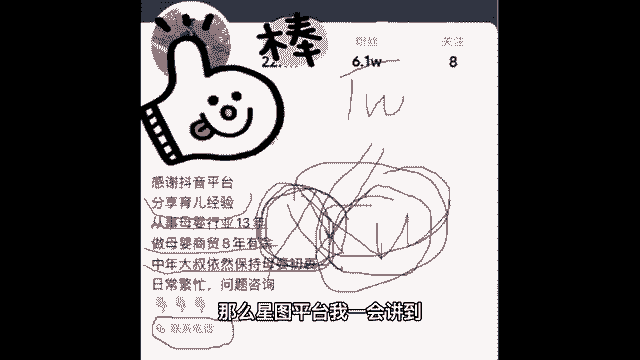 棒
粉丝 关注
6.1w 8
1w
感谢抖音平台
分享育儿经验
从事母婴行业13年
做母婴商贸8年有余
中年大叔依然保持母婴初衷
日常繁忙，问题咨询
联系电话
那么星图平台我一会讲到